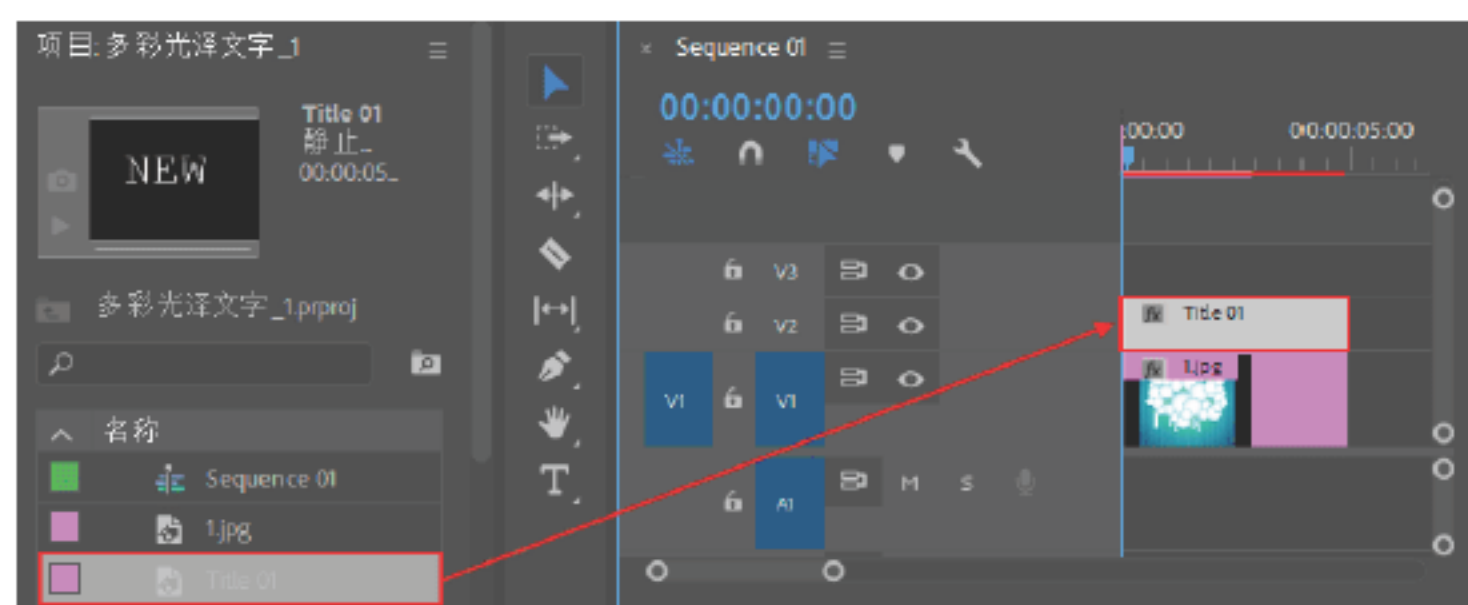 项目: 多彩光泽文字_1
Title 01
静止...
00:00:05...
NEW
多彩光泽文字_1.prproj
名称
Sequence 01
1.jpg
Title 01
T
× Sequence 01
00:00:00:00
:00:00 00:00:05:00
V3
V2
fx Title 01
V1 V1
fx 1.jpg
A1 M S